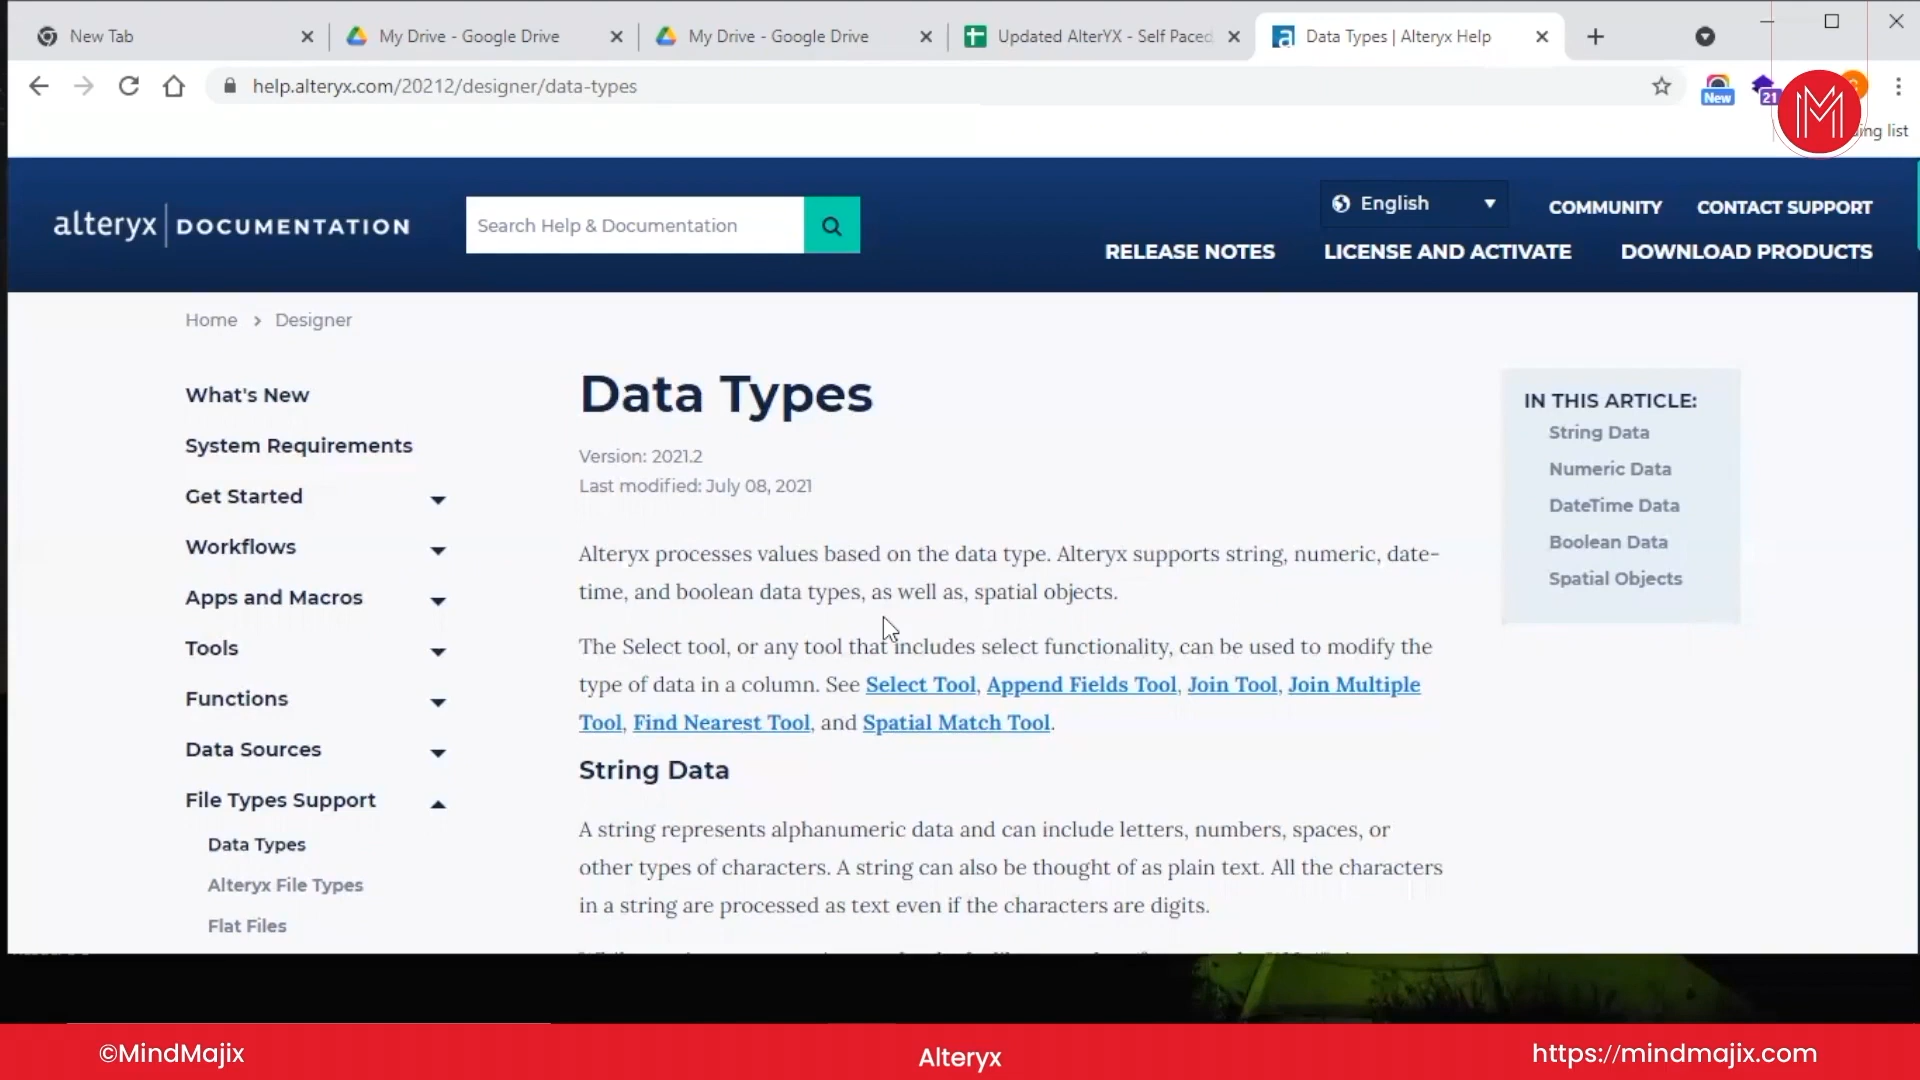 New Tab
My Drive - Google Drive
My Drive - Google Drive
Updated AlterYX - Self Paced
Data Types | Alteryx Help
help.alteryx.com/20212/designer/data-types
New
21
ing list
alteryx | DOCUMENTATION
Search Help & Documentation
English
COMMUNITY
CONTACT SUPPORT
RELEASE NOTES
LICENSE AND ACTIVATE
DOWNLOAD PRODUCTS
Home > Designer
What's New
System Requirements
Get Started
Workflows
Apps and Macros
Tools
Functions
Data Sources
File Types Support
Data Types
Alteryx File Types
Flat Files
Data Types
Version: 2021.2
Last modified: July 08, 2021
Alteryx processes values based on the data type. Alteryx supports string, numeric, date-
time, and boolean data types, as well as, spatial objects.
The Select tool, or any tool that includes select functionality, can be used to modify the
type of data in a column. See Select Tool, Append Fields Tool, Join Tool, Join Multiple
Tool, Find Nearest Tool, and Spatial Match Tool.
String Data
A string represents alphanumeric data and can include letters, numbers, spaces, or
other types of characters. A string can also be thought of as plain text. All the characters
in a string are processed as text even if the characters are digits.
IN THIS ARTICLE:
String Data
Numeric Data
DateTime Data
Boolean Data
Spatial Objects
©MindMajix
Alteryx
https://mindmajix.com